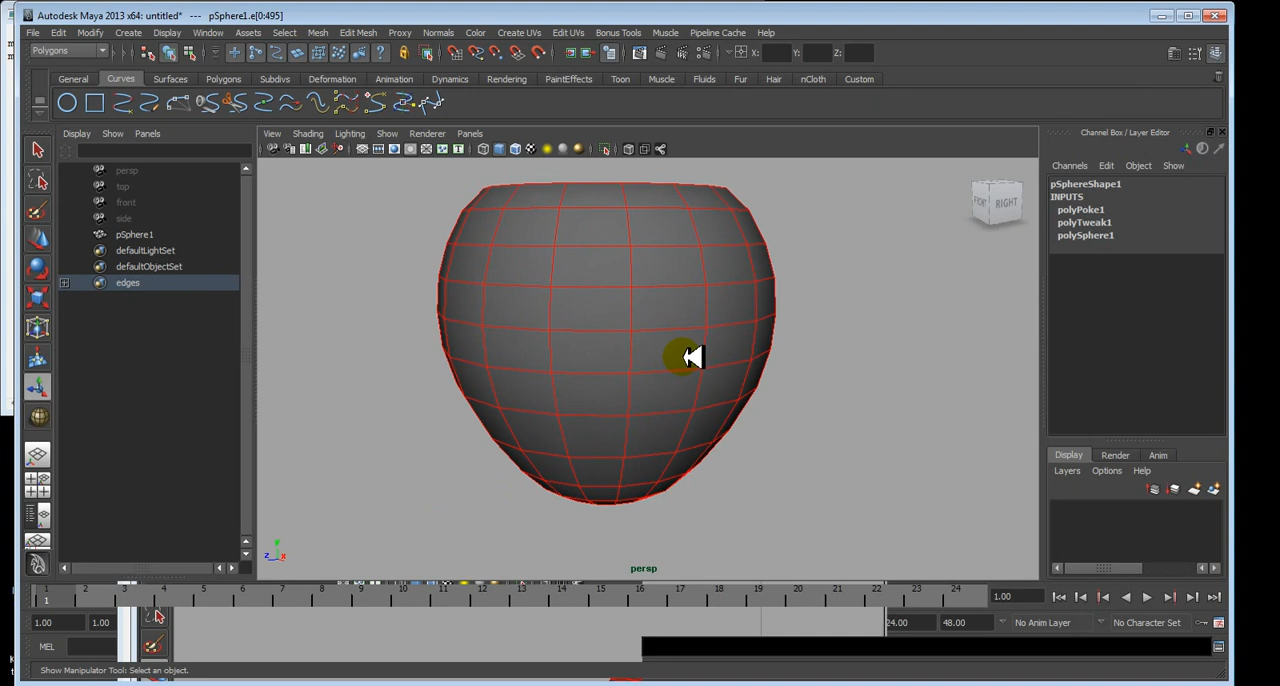 Autodesk Maya 2013 x64: untitled*   ---   pSphere1.e[0:495]
File Edit Modify Create Display Window Assets Select Mesh Edit Mesh Proxy Normals Color Create UVs Edit UVs Bonus Tools Muscle Pipeline Cache Help
Polygons X: Y: Z:
General Curves Surfaces Polygons Subdivs Deformation Animation Dynamics Rendering PaintEffects Toon Muscle Fluids Fur Hair nCloth Custom
Display Show Panels
View Shading Lighting Show Renderer Panels
Channel Box / Layer Editor
Channels Edit Object Show
persp
top
front
side
pSphere1
defaultLightSet
defaultObjectSet
edges
FRONT RIGHT
pSphereShape1
INPUTS
polyPoke1
polyTweak1
polySphere1
Display Render Anim
Layers Options Help
y
z x
persp
1 2 3 4 5 6 7 8 9 10 11 12 13 14 15 16 17 18 19 20 21 22 23 24
1
1.00
1.00 1.00 24.00 48.00 No Anim Layer No Character Set
MEL
Show Manipulator Tool: Select an object.